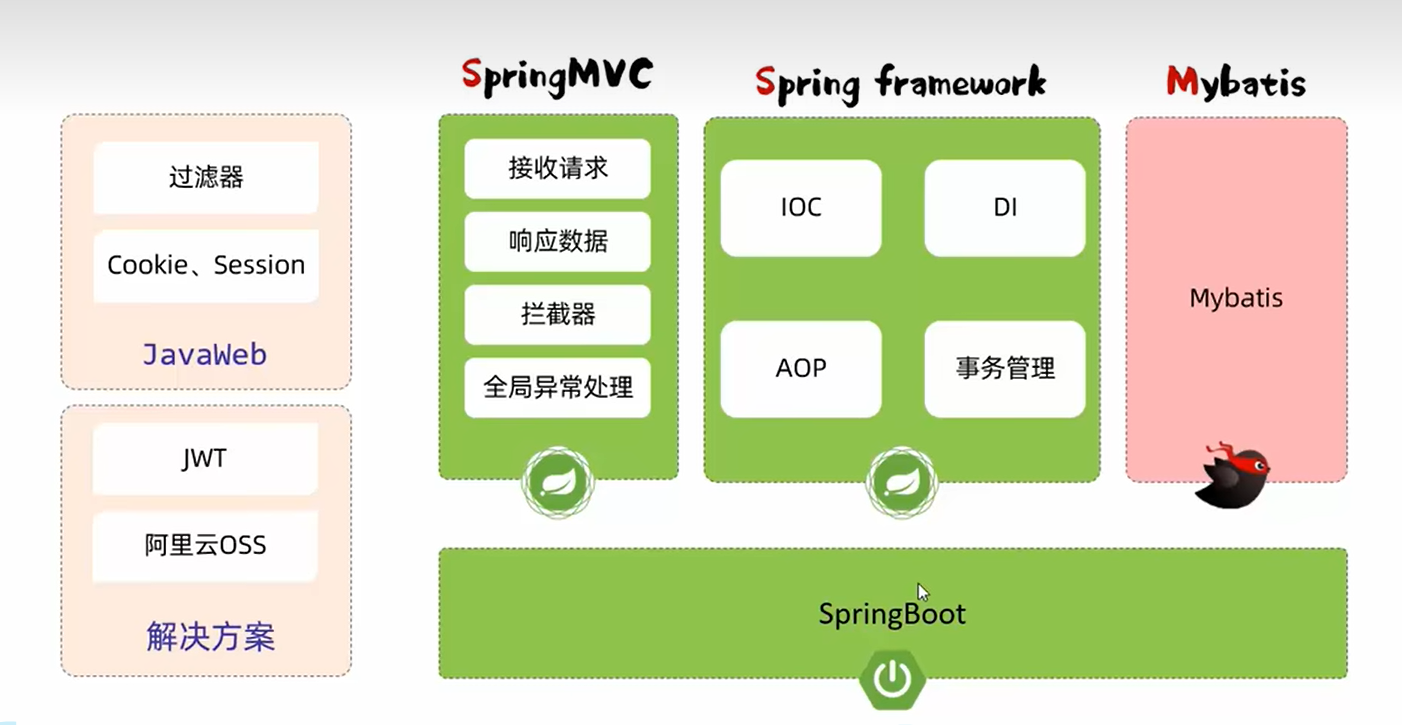 SpringMVC
Spring framework
Mybatis
过滤器
Cookie、Session
JavaWeb
JWT
阿里云OSS
解决方案
接收请求
响应数据
拦截器
全局异常处理
IOC
DI
AOP
事务管理
Mybatis
SpringBoot